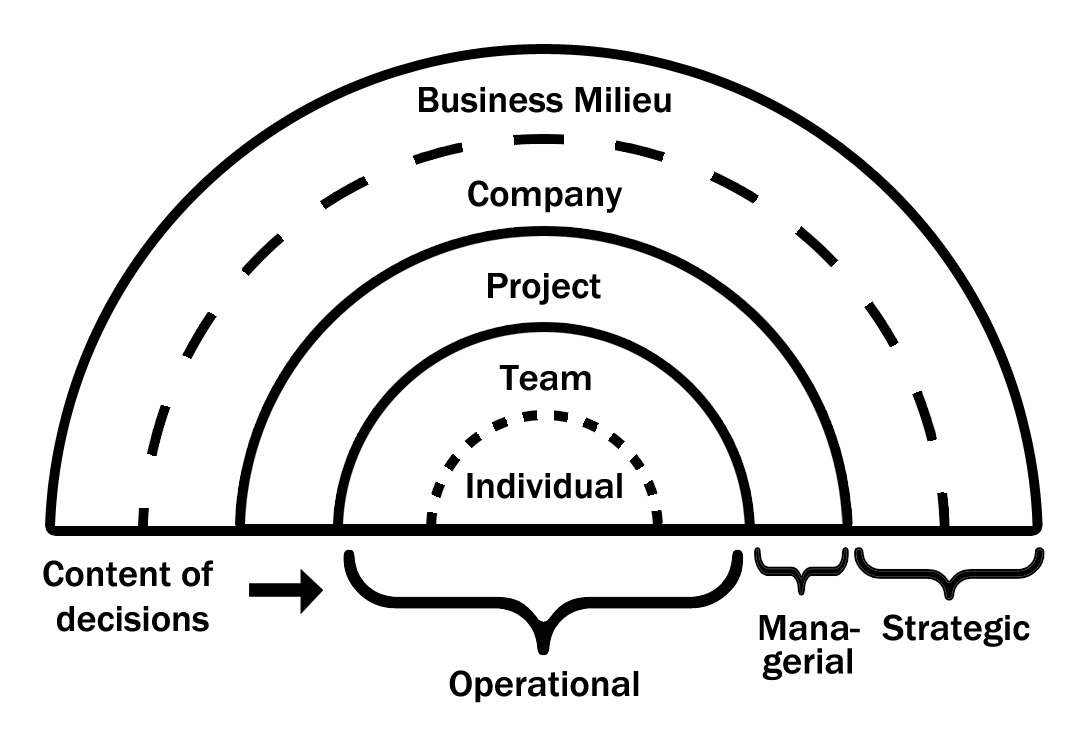 Business Milieu
Company
Project
Team
Individual
Content of
decisions
Mana-
gerial
Strategic
Operational